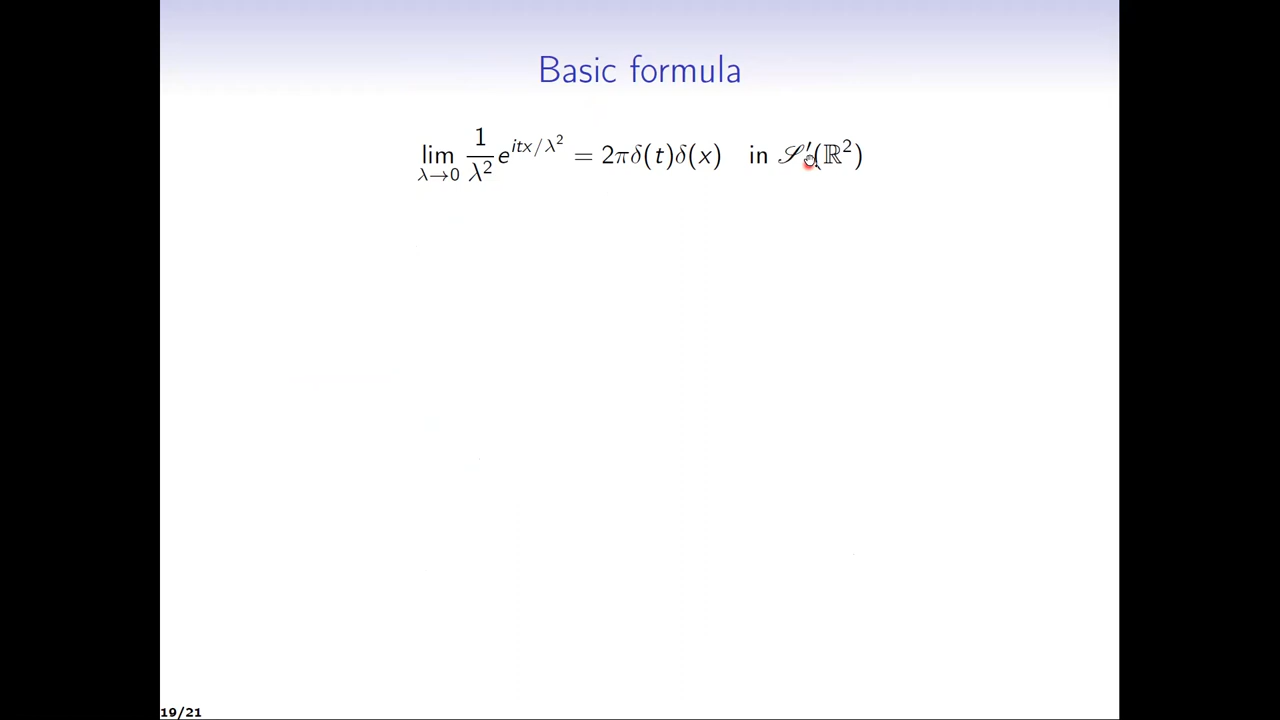 Basic formula
lim_{λ→0} 1/λ² e^{itx/λ²} = 2πδ(t)δ(x) in 𝒮′(ℝ²)
19/21